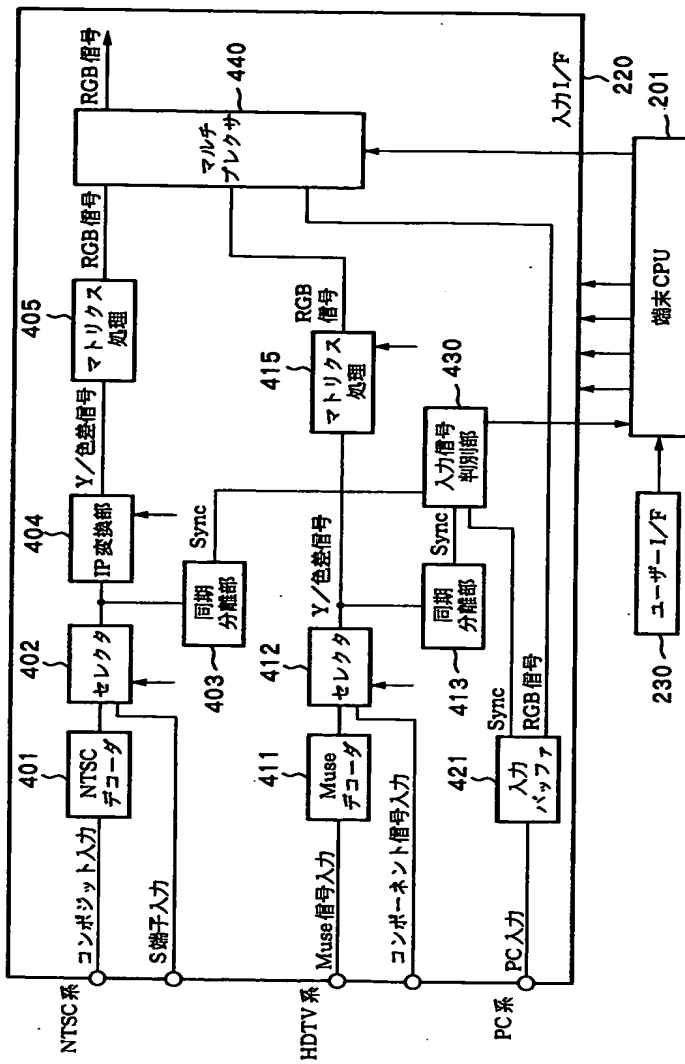 NTSC系
コンポジット入力
S端子入力
401
NTSC
デコーダ
402
セレクタ
403
同期
分離部
404
IP変換部
Y/色差信号
405
マトリクス
処理
RGB信号
マルチ
プレクサ
440
RGB信号
Sync
HDTV系
Muse信号入力
コンポーネント信号入力
411
Muse
デコーダ
412
セレクタ
413
同期
分離部
Y/色差信号
Sync
415
マトリクス
処理
RGB
信号
430
入力信号
判別部
PC系
PC入力
421
入力
バッファ
Sync
RGB信号
入力I/F
220
230
ユーザーI/F
端末CPU
201